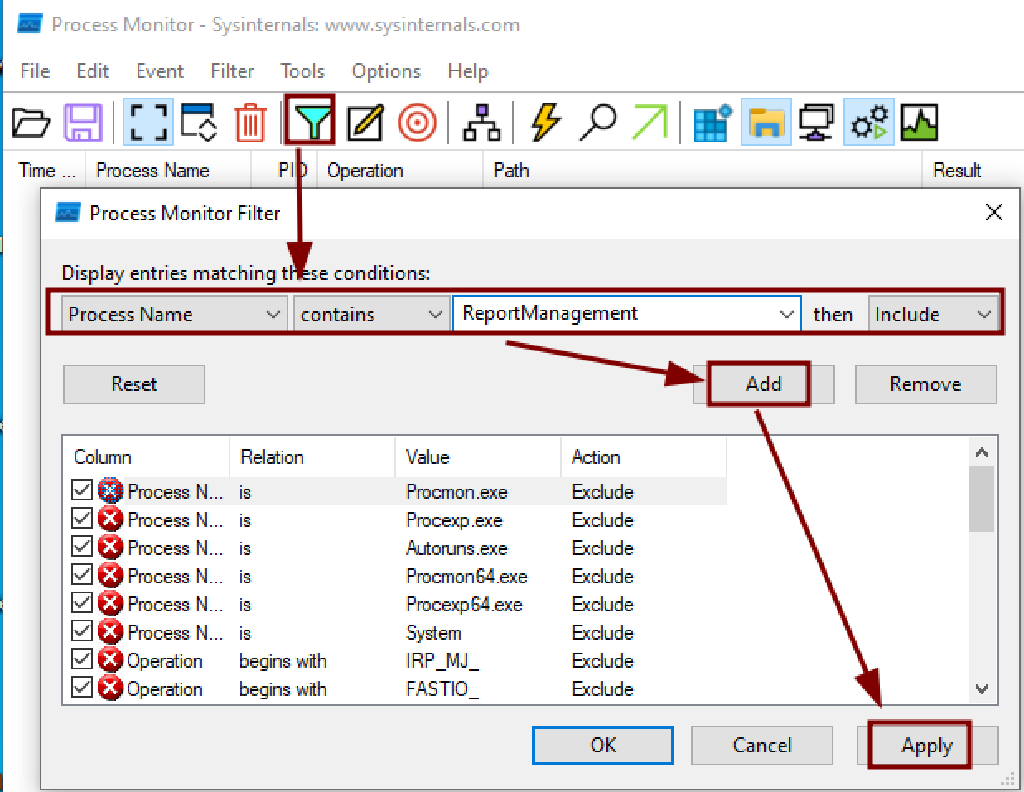 Process Monitor - Sysinternals: www.sysinternals.com
File Edit Event Filter Tools Options Help
Time ... Process Name PID Operation Path Result
Process Monitor Filter
Display entries matching these conditions:
Process Name contains ReportManagement then Include
Reset Add Remove
Column Relation Value Action
Process N... is Procmon.exe Exclude
Process N... is Procexp.exe Exclude
Process N... is Autoruns.exe Exclude
Process N... is Procmon64.exe Exclude
Process N... is Procexp64.exe Exclude
Process N... is System Exclude
Operation begins with IRP_MJ_ Exclude
Operation begins with FASTIO_ Exclude
OK Cancel Apply